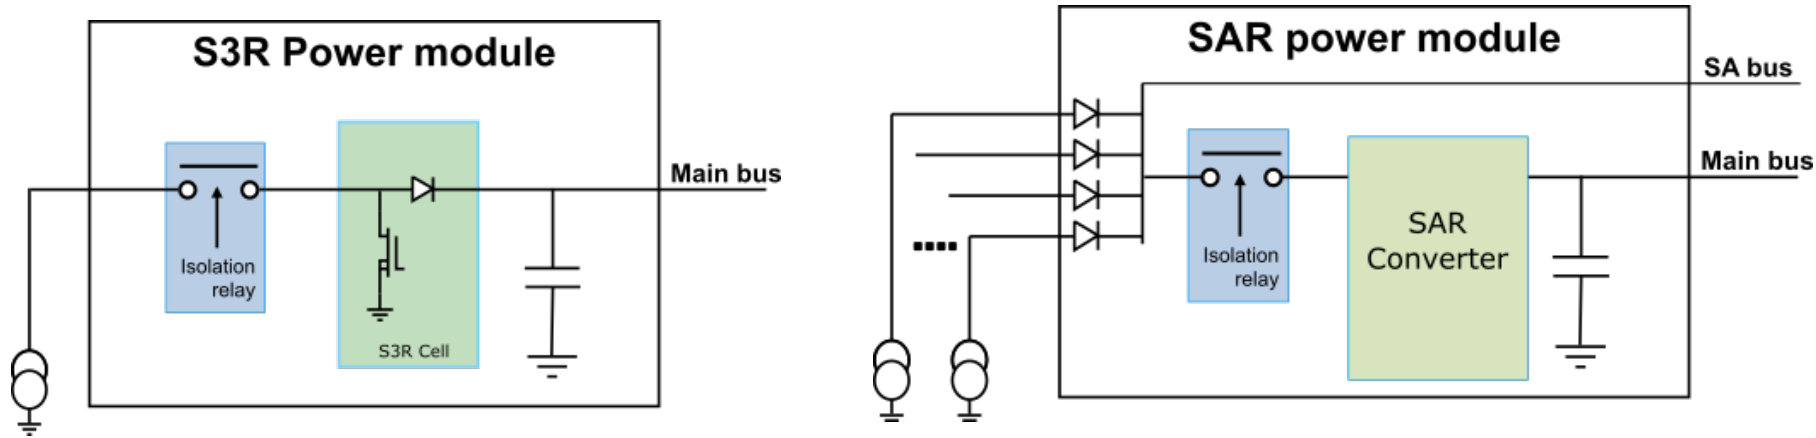 S3R Power module
Main bus
Isolation
relay
S3R Cell
SAR power module
SA bus
Main bus
Isolation
relay
SAR
Converter